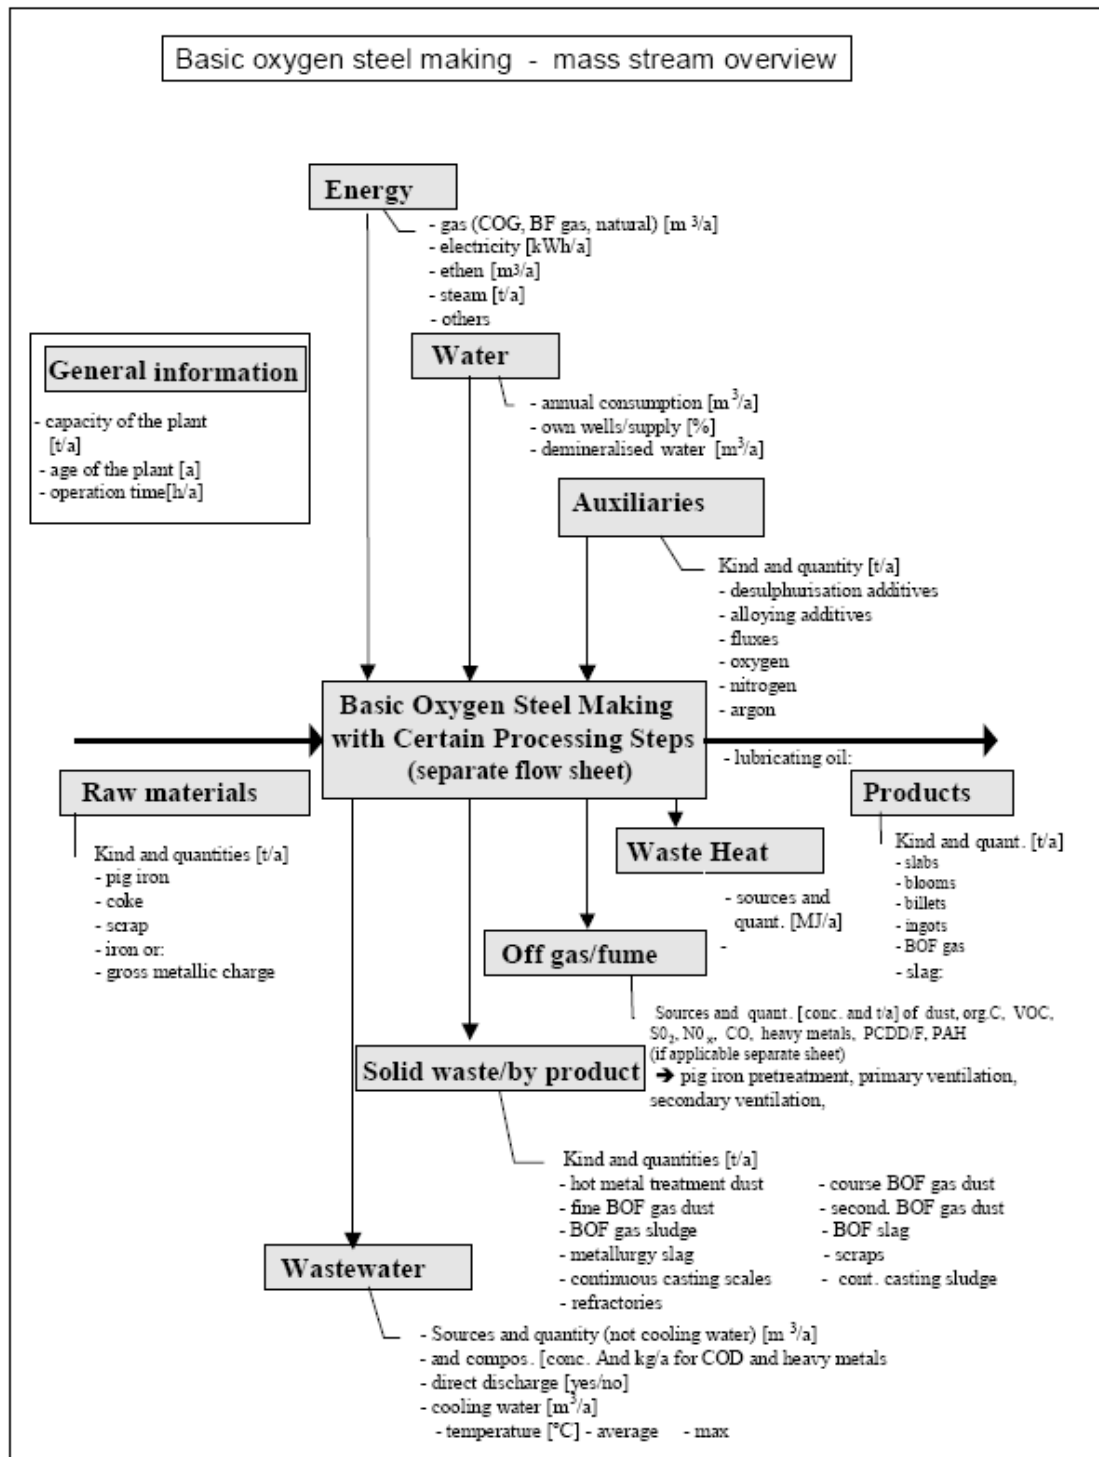 Basic oxygen steel making - mass stream overview
Energy
- gas (COG, BF gas, natural) [m ³/a]
- electricity [kWh/a]
- ethen [m³/a]
- steam [t/a]
- others
General information
- capacity of the plant
[t/a]
- age of the plant [a]
- operation time[h/a]
Water
- annual consumption [m³/a]
- own wells/supply [%]
- demineralised water [m³/a]
Auxiliaries
Kind and quantity [t/a]
- desulphurisation additives
- alloying additives
- fluxes
- oxygen
- nitrogen
- argon
- lubricating oil:
Basic Oxygen Steel Making
with Certain Processing Steps
(separate flow sheet)
Raw materials
Kind and quantities [t/a]
- pig iron
- coke
- scrap
- iron or:
- gross metallic charge
Products
Kind and quant. [t/a]
- slabs
- blooms
- billets
- ingots
- BOF gas
- slag:
Waste Heat
- sources and
quant. [MJ/a]
-
Off gas/fume
Sources and quant. [conc. and t/a] of dust, org.C, VOC,
S0₂, N0ₓ, CO, heavy metals, PCDD/F, PAH
(if applicable separate sheet)
➔ pig iron pretreatment, primary ventilation,
secondary ventilation,
Solid waste/by product
Kind and quantities [t/a]
- hot metal treatment dust - course BOF gas dust
- fine BOF gas dust - second. BOF gas dust
- BOF gas sludge - BOF slag
- metallurgy slag - scraps
- continuous casting scales - cont. casting sludge
- refractories
Wastewater
- Sources and quantity (not cooling water) [m ³/a]
- and compos. [conc. And kg/a for COD and heavy metals
- direct discharge [yes/no]
- cooling water [m³/a]
- temperature [°C] - average - max